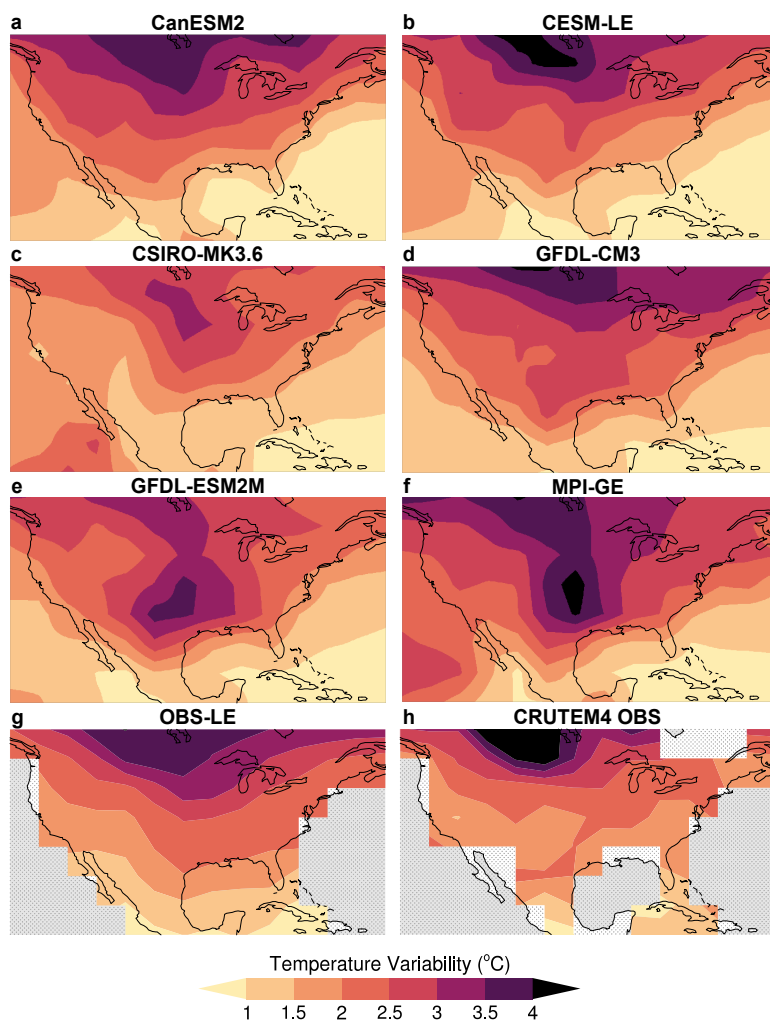 a CanESM2
b CESM-LE
c CSIRO-MK3.6
d GFDL-CM3
e GFDL-ESM2M
f MPI-GE
g OBS-LE
h CRUTEM4 OBS
Temperature Variability (°C)
1 1.5 2 2.5 3 3.5 4